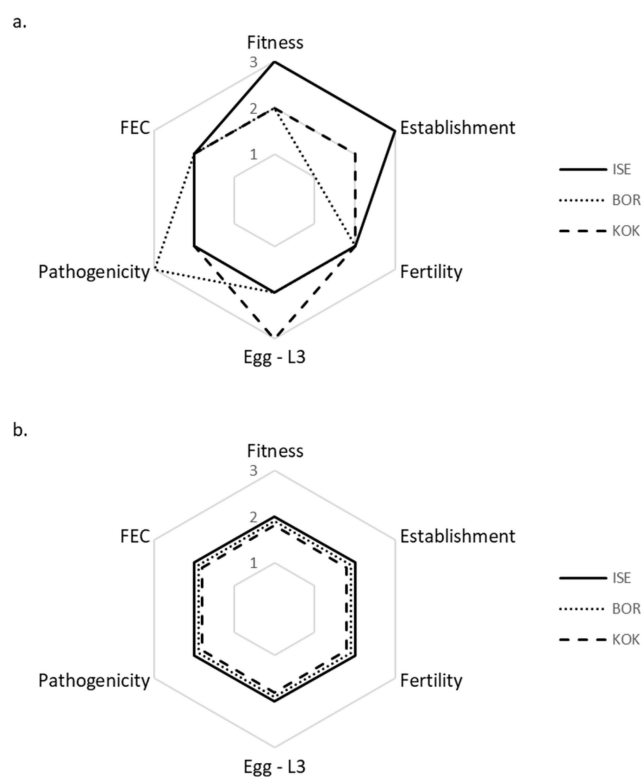 a.
Fitness
3
FEC
2
Establishment
1
ISE
BOR
KOK
Pathogenicity
Fertility
Egg - L3
b.
Fitness
3
FEC
2
Establishment
1
ISE
BOR
KOK
Pathogenicity
Fertility
Egg - L3